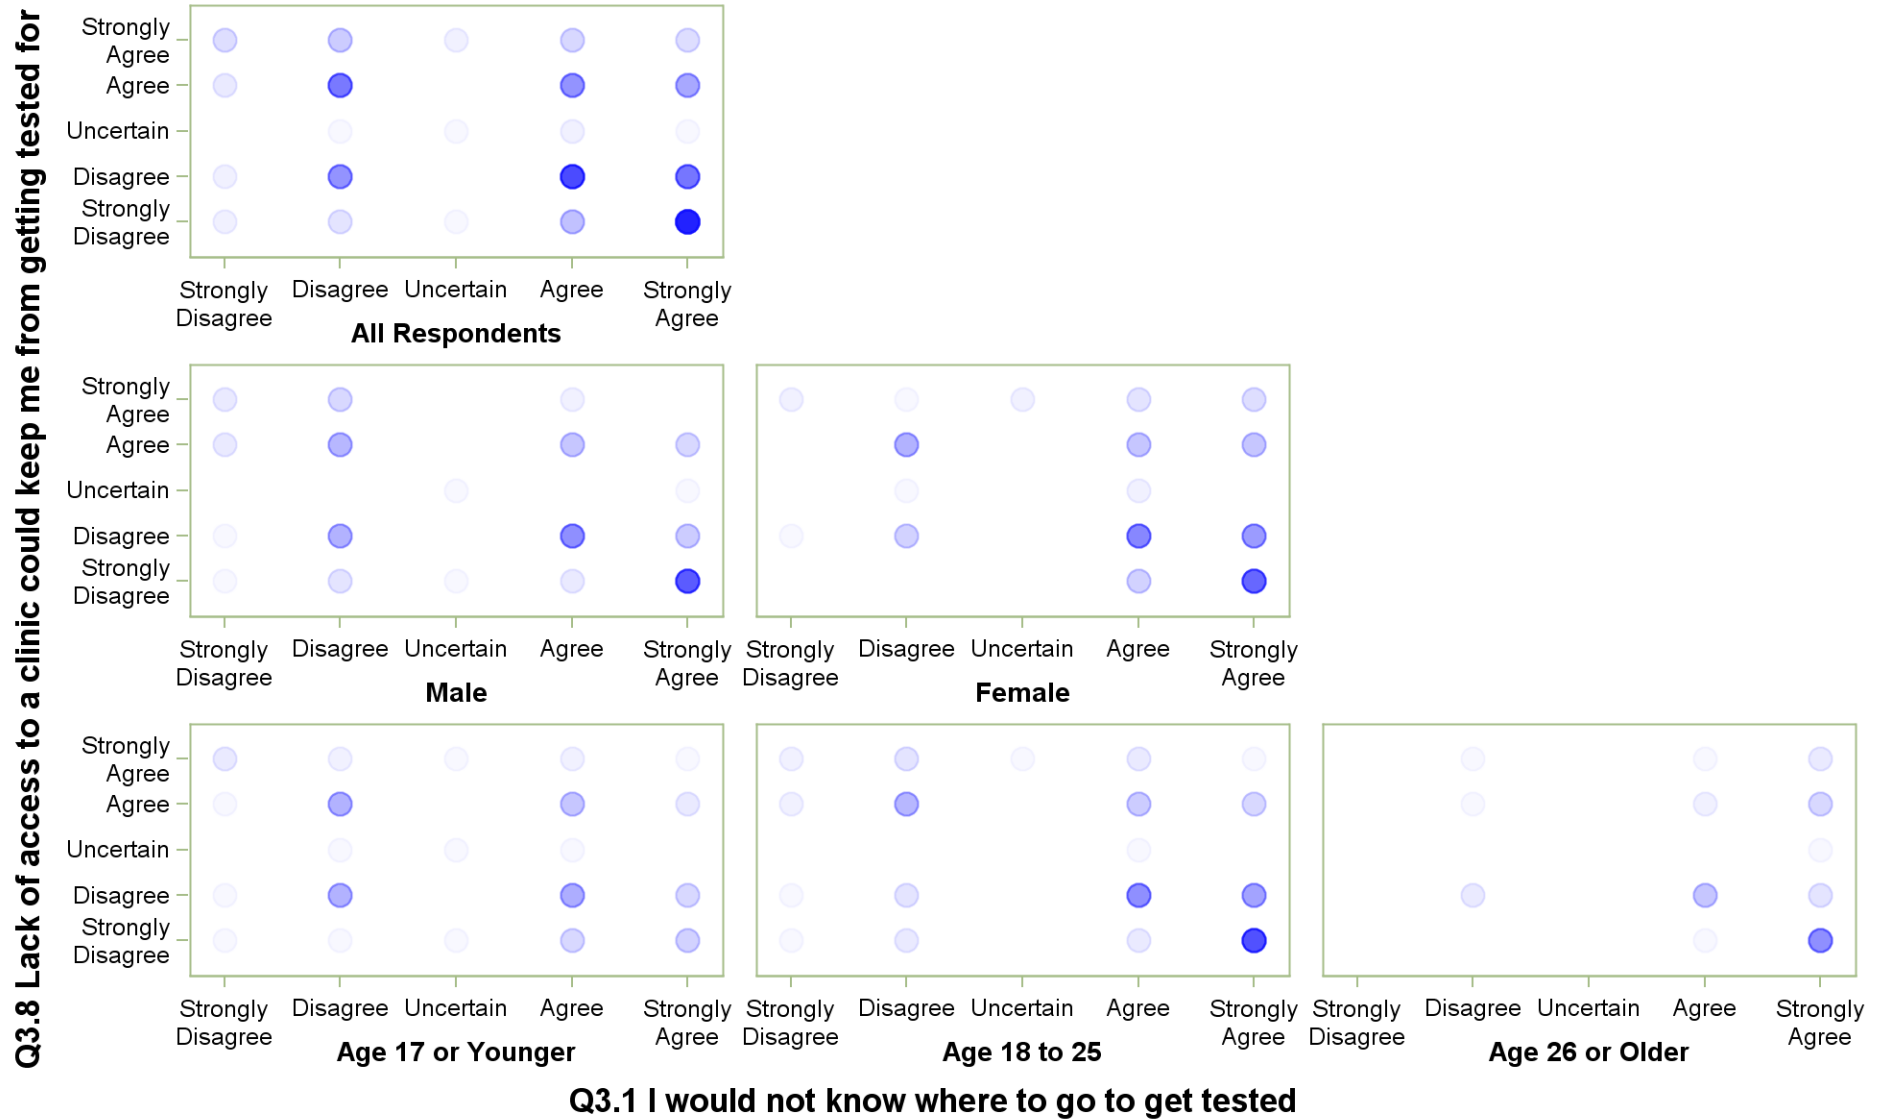 Q3.8 Lack of access to a clinic could keep me from getting tested for
Strongly
Agree
Agree
Uncertain
Disagree
Strongly
Disagree
Strongly Disagree Uncertain Agree Strongly
Disagree Agree
All Respondents
Strongly
Agree
Agree
Uncertain
Disagree
Strongly
Disagree
Strongly Disagree Uncertain Agree Strongly
Disagree Agree
Male
Strongly Disagree Uncertain Agree Strongly
Disagree Agree
Female
Strongly
Agree
Agree
Uncertain
Disagree
Strongly
Disagree
Strongly Disagree Uncertain Agree Strongly
Disagree Agree
Age 17 or Younger
Strongly Disagree Uncertain Agree Strongly
Disagree Agree
Age 18 to 25
Strongly Disagree Uncertain Agree Strongly
Disagree Agree
Age 26 or Older
Q3.1 I would not know where to go to get tested